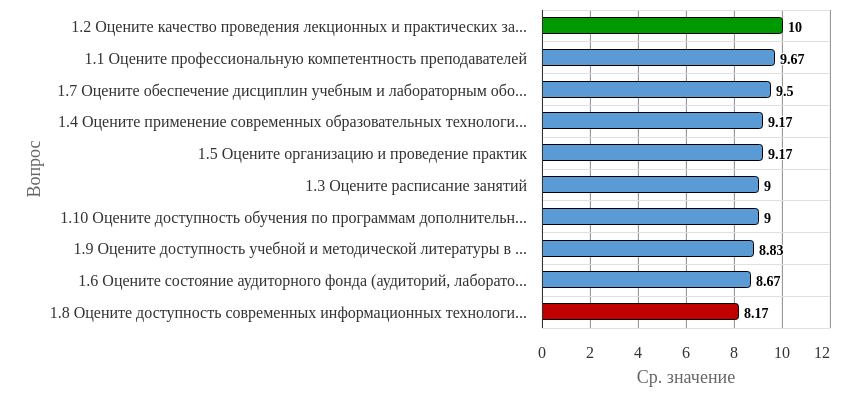 1.2 Оцените качество проведения лекционных и практических за... 10
1.1 Оцените профессиональную компетентность преподавателей 9.67
1.7 Оцените обеспечение дисциплин учебным и лабораторным обо... 9.5
1.4 Оцените применение современных образовательных технологи... 9.17
1.5 Оцените организацию и проведение практик 9.17
1.3 Оцените расписание занятий 9
1.10 Оцените доступность обучения по программам дополнительн... 9
1.9 Оцените доступность учебной и методической литературы в ... 8.83
1.6 Оцените состояние аудиторного фонда (аудиторий, лаборато... 8.67
1.8 Оцените доступность современных информационных технологи... 8.17
Вопрос
0 2 4 6 8 10 12
Ср. значение